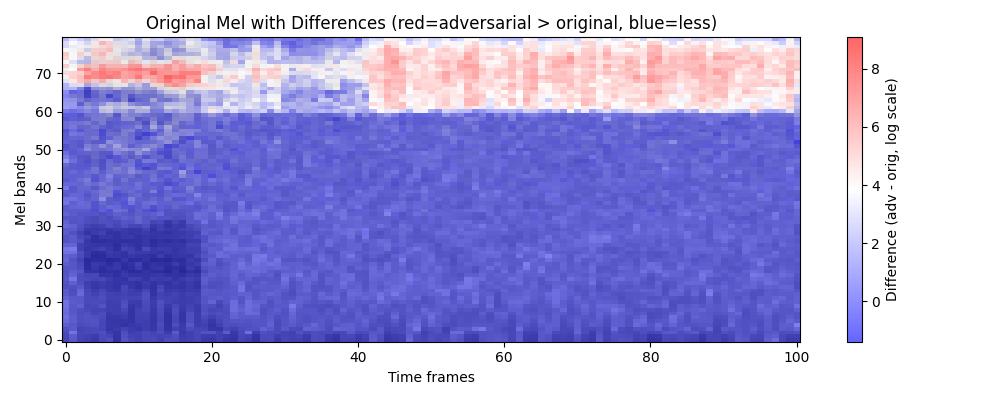 Original Mel with Differences (red=adversarial > original, blue=less)
Mel bands
70
60
50
40
30
20
10
0
0 20 40 60 80 100
Time frames
8
6
4
2
0
Difference (adv - orig, log scale)